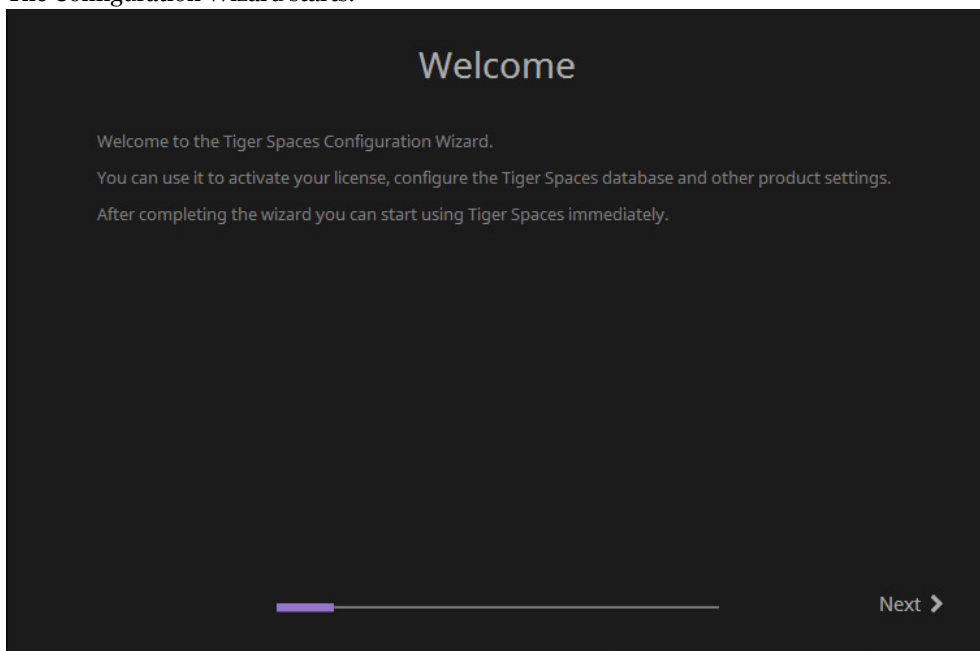 The Configuration Wizard starts.
Welcome
Welcome to the Tiger Spaces Configuration Wizard.
You can use it to activate your license, configure the Tiger Spaces database and other product settings.
After completing the wizard you can start using Tiger Spaces immediately.
Next